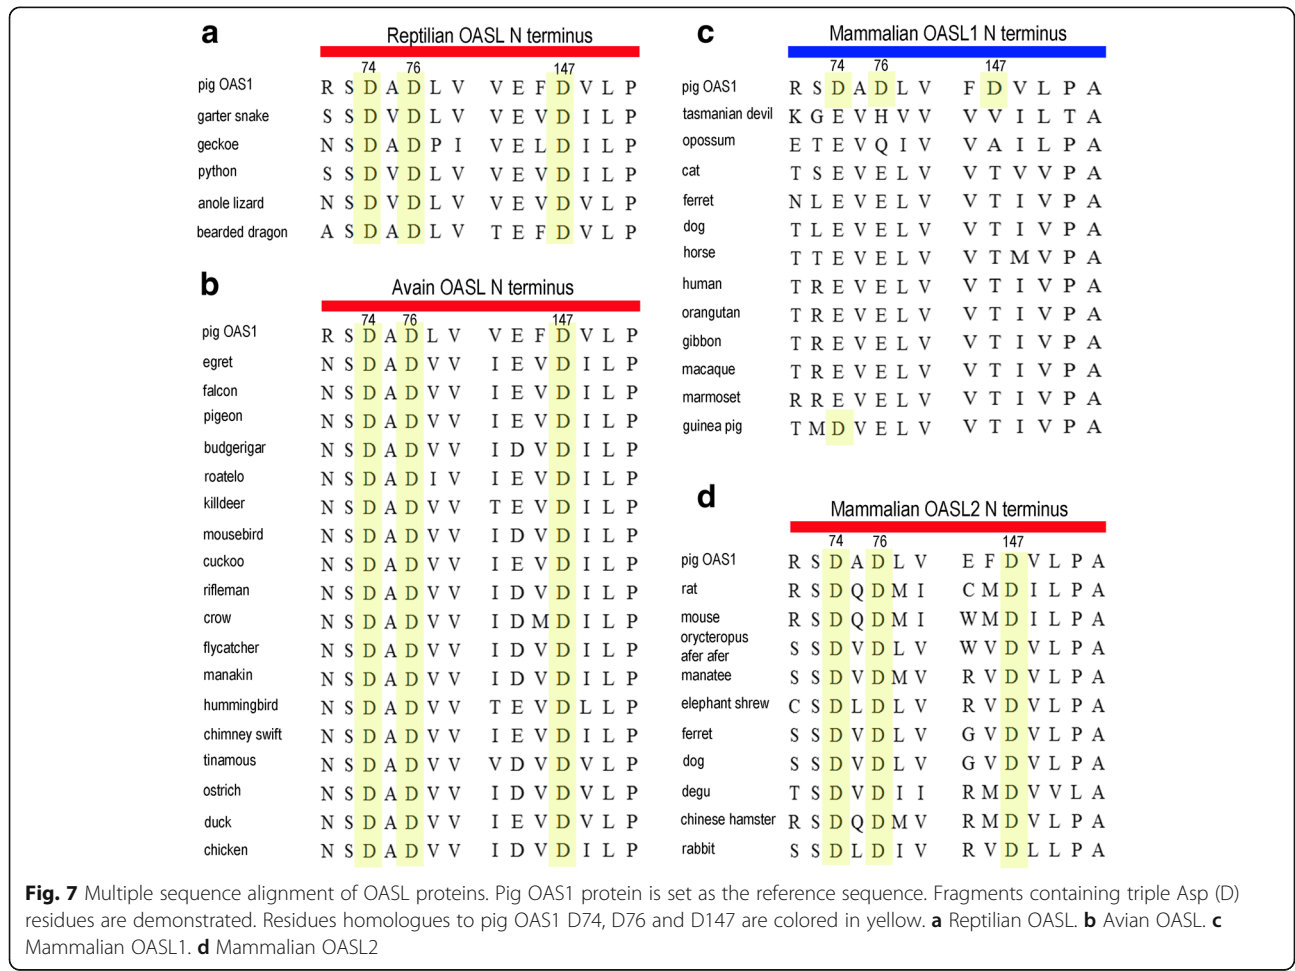 a
Reptilian OASL N terminus
74 76 147
pig OAS1 R S D A D L V V E F D V L P
garter snake S S D V D L V V E V D I L P
geckoe N S D A D P I V E L D I L P
python S S D V D L V V E V D I L P
anole lizard N S D V D L V V E V D V L P
bearded dragon A S D A D L V T E F D V L P
b
Avain OASL N terminus
74 76 147
pig OAS1 R S D A D L V V E F D V L P
egret N S D A D V V I E V D I L P
falcon N S D A D V V I E V D I L P
pigeon N S D A D V V I E V D I L P
budgerigar N S D A D V V I D V D I L P
roatelo N S D A D I V I E V D I L P
killdeer N S D A D V V T E V D I L P
mousebird N S D A D V V I D V D I L P
cuckoo N S D A D V V I E V D I L P
rifleman N S D A D V V I D V D I L P
crow N S D A D V V I D M D I L P
flycatcher N S D A D V V I D V D I L P
manakin N S D A D V V I D V D I L P
hummingbird N S D A D V V T E V D L L P
chimney swift N S D A D V V I E V D I L P
tinamous N S D A D V V V D V D V L P
ostrich N S D A D V V I D V D V L P
duck N S D A D V V I E V D V L P
chicken N S D A D V V I D V D I L P
c
Mammalian OASL1 N terminus
74 76 147
pig OAS1 R S D A D L V F D V L P A
tasmanian devil K G E V H V V V V I L T A
opossum E T E V Q I V V A I L P A
cat T S E V E L V V T V V P A
ferret N L E V E L V V T I V P A
dog T L E V E L V V T I V P A
horse T T E V E L V V T M V P A
human T R E V E L V V T I V P A
orangutan T R E V E L V V T I V P A
gibbon T R E V E L V V T I V P A
macaque T R E V E L V V T I V P A
marmoset R R E V E L V V T I V P A
guinea pig T M D V E L V V T I V P A
d
Mammalian OASL2 N terminus
74 76 147
pig OAS1 R S D A D L V E F D V L P A
rat R S D Q D M I C M D I L P A
mouse R S D Q D M I W M D I L P A
orycteropus
afer afer S S D V D L V W V D V L P A
manatee S S D V D M V R V D V L P A
elephant shrew C S D L D L V R V D V L P A
ferret S S D V D L V G V D V L P A
dog S S D V D L V G V D V L P A
degu T S D V D I I R M D V V L A
chinese hamster R S D Q D M V R M D V L P A
rabbit S S D L D I V R V D L L P A
Fig. 7 Multiple sequence alignment of OASL proteins. Pig OAS1 protein is set as the reference sequence. Fragments containing triple Asp (D)
residues are demonstrated. Residues homologues to pig OAS1 D74, D76 and D147 are colored in yellow. a Reptilian OASL. b Avian OASL. c
Mammalian OASL1. d Mammalian OASL2